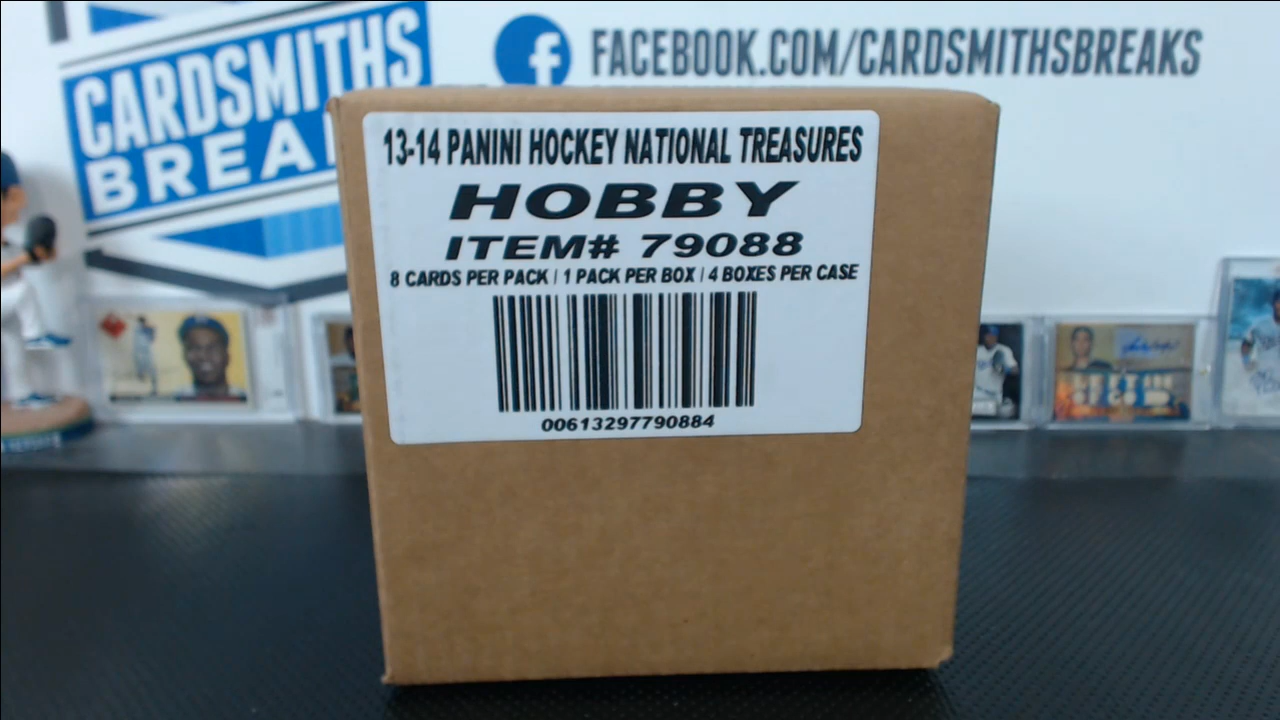 CARDSMITHS
BREA
f FACEBOOK.COM/CARDSMITHSBREAKS
13-14 PANINI HOCKEY NATIONAL TREASURES
HOBBY
ITEM# 79088
8 CARDS PER PACK / 1 PACK PER BOX / 4 BOXES PER CASE
00613297790884